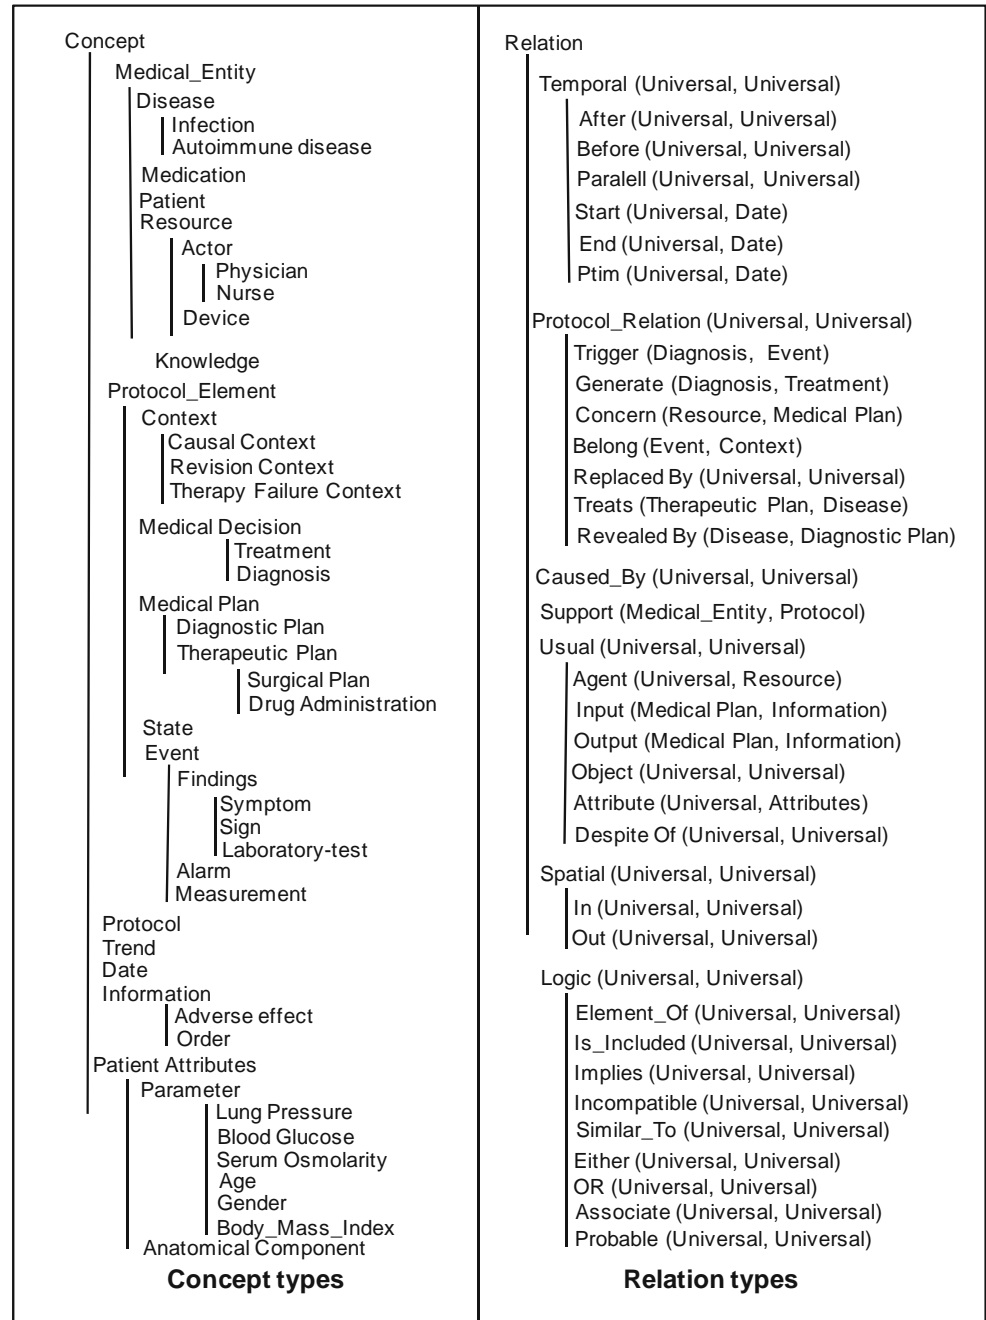 Concept
Medical_Entity
Disease
Infection
Autoimmune disease
Medication
Patient
Resource
Actor
Physician
Nurse
Device
Knowledge
Protocol_Element
Context
Causal Context
Revision Context
Therapy Failure Context
Medical Decision
Treatment
Diagnosis
Medical Plan
Diagnostic Plan
Therapeutic Plan
Surgical Plan
Drug Administration
State
Event
Findings
Symptom
Sign
Laboratory-test
Alarm
Measurement
Protocol
Trend
Date
Information
Adverse effect
Order
Patient Attributes
Parameter
Lung Pressure
Blood Glucose
Serum Osmolarity
Age
Gender
Body_Mass_Index
Anatomical Component
Concept types
Relation
Temporal (Universal, Universal)
After (Universal, Universal)
Before (Universal, Universal)
Paralell (Universal, Universal)
Start (Universal, Date)
End (Universal, Date)
Ptim (Universal, Date)
Protocol_Relation (Universal, Universal)
Trigger (Diagnosis, Event)
Generate (Diagnosis, Treatment)
Concern (Resource, Medical Plan)
Belong (Event, Context)
Replaced By (Universal, Universal)
Treats (Therapeutic Plan, Disease)
Revealed By (Disease, Diagnostic Plan)
Caused_By (Universal, Universal)
Support (Medical_Entity, Protocol)
Usual (Universal, Universal)
Agent (Universal, Resource)
Input (Medical Plan, Information)
Output (Medical Plan, Information)
Object (Universal, Universal)
Attribute (Universal, Attributes)
Despite Of (Universal, Universal)
Spatial (Universal, Universal)
In (Universal, Universal)
Out (Universal, Universal)
Logic (Universal, Universal)
Element_Of (Universal, Universal)
Is_Included (Universal, Universal)
Implies (Universal, Universal)
Incompatible (Universal, Universal)
Similar_To (Universal, Universal)
Either (Universal, Universal)
OR (Universal, Universal)
Associate (Universal, Universal)
Probable (Universal, Universal)
Relation types